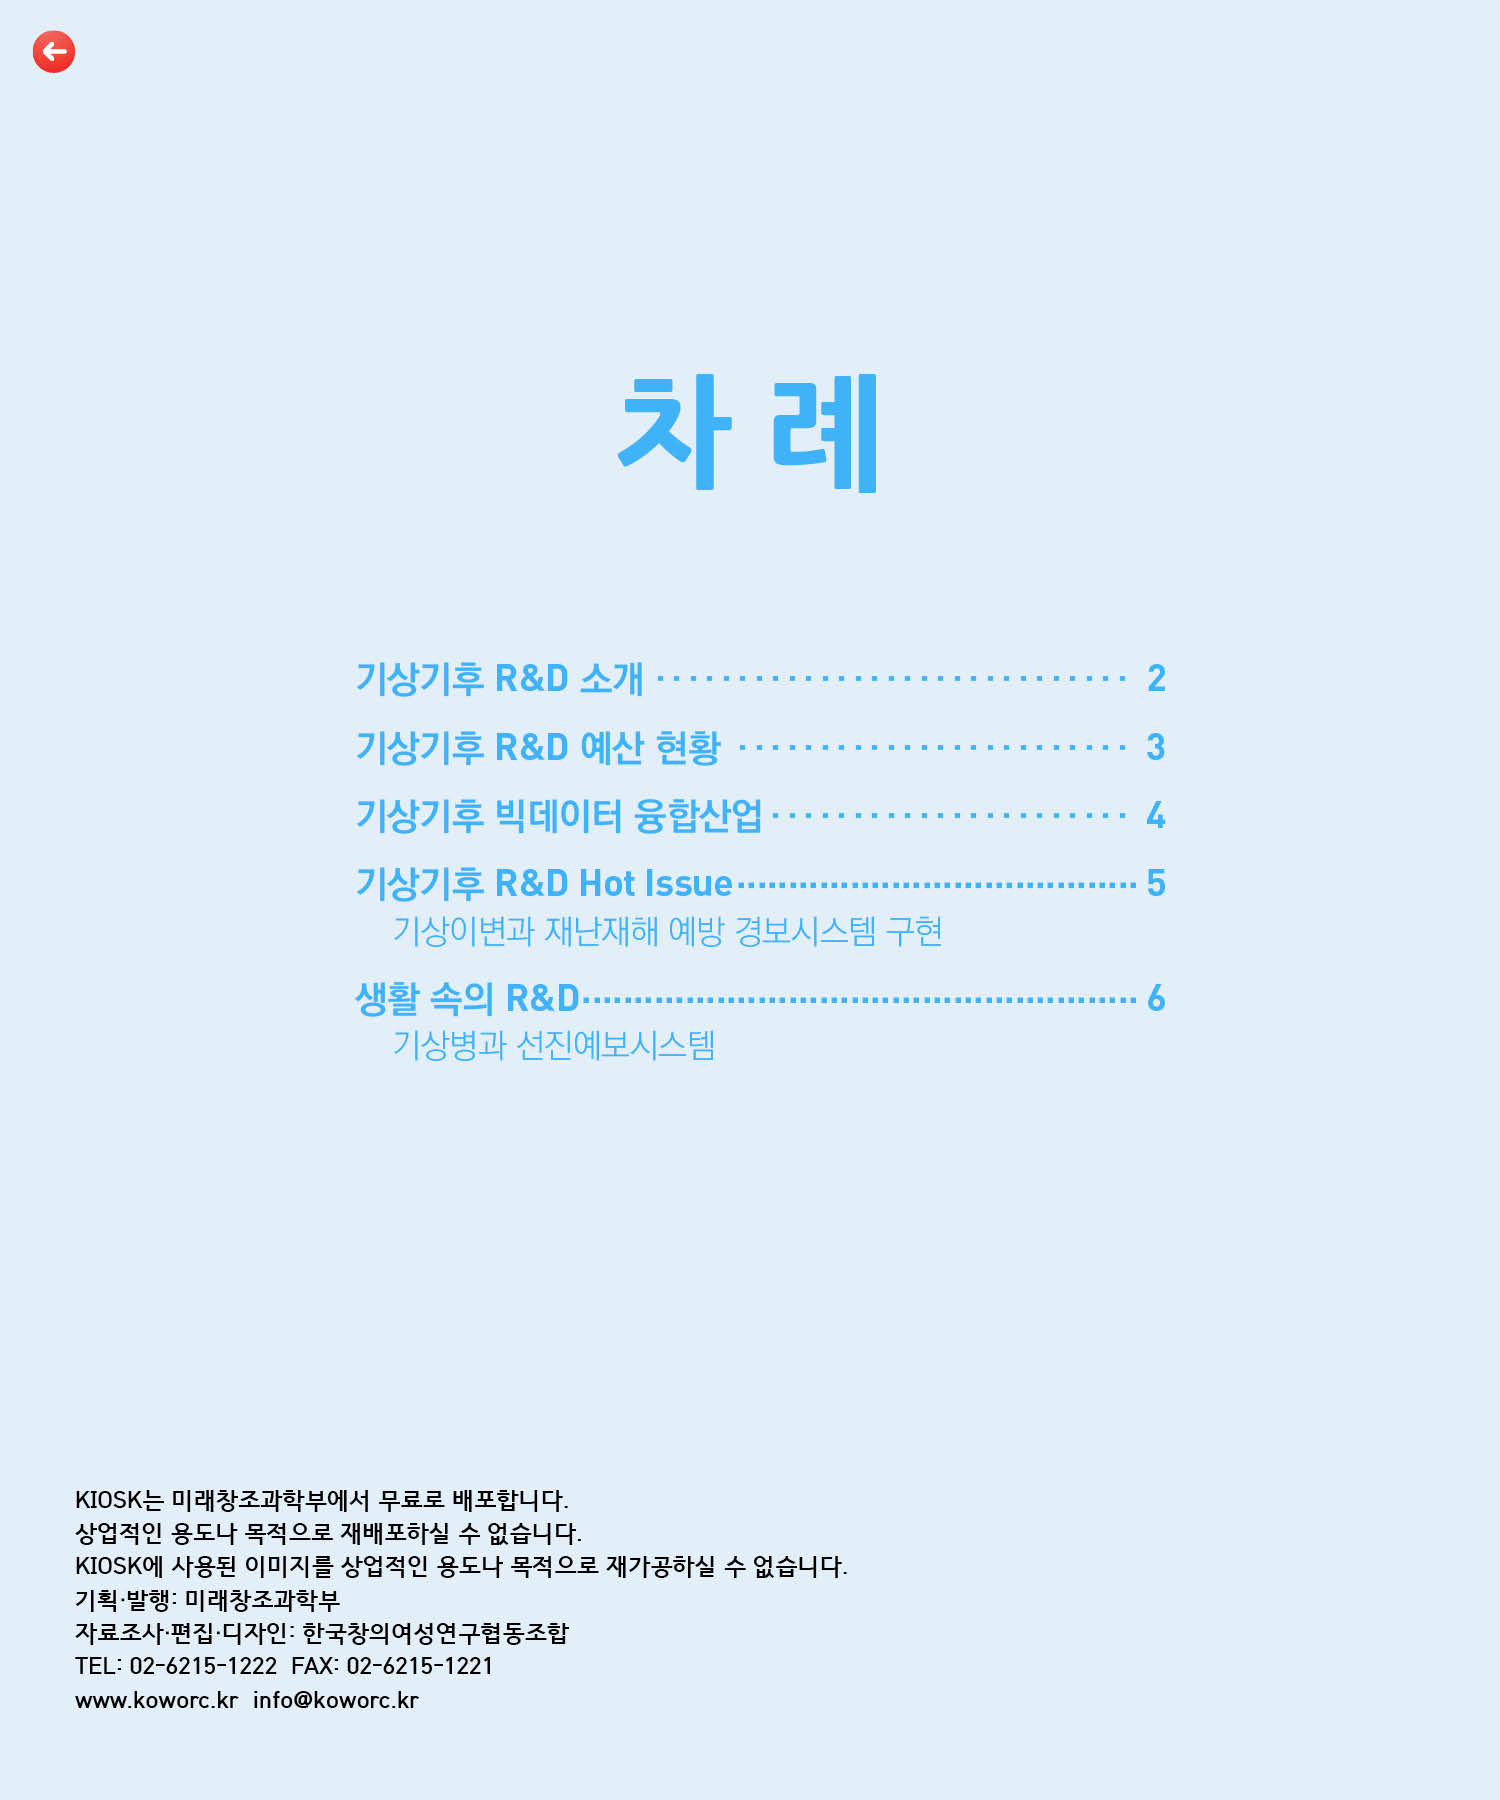 차 례
기상기후 R&D 소개 ····························· 2
기상기후 R&D 예산 현황 ························ 3
기상기후 빅데이터 융합산업 ······················ 4
기상기후 R&D Hot Issue ······································· 5
기상이변과 재난재해 예방 경보시스템 구현
생활 속의 R&D ······················································ 6
기상병과 선진예보시스템
KIOSK는 미래창조과학부에서 무료로 배포합니다.
상업적인 용도나 목적으로 재배포하실 수 없습니다.
KIOSK에 사용된 이미지를 상업적인 용도나 목적으로 재가공하실 수 없습니다.
기획·발행: 미래창조과학부
자료조사·편집·디자인: 한국창의여성연구협동조합
TEL: 02-6215-1222 FAX: 02-6215-1221
www.koworc.kr info@koworc.kr